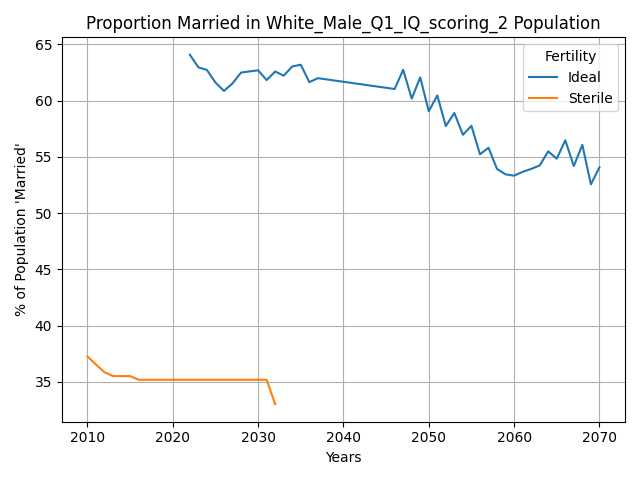 Proportion Married in White_Male_Q1_IQ_scoring_2 Population
Fertility
Ideal
Sterile
% of Population 'Married'
65
60
55
50
45
40
35
2010 2020 2030 2040 2050 2060 2070
Years